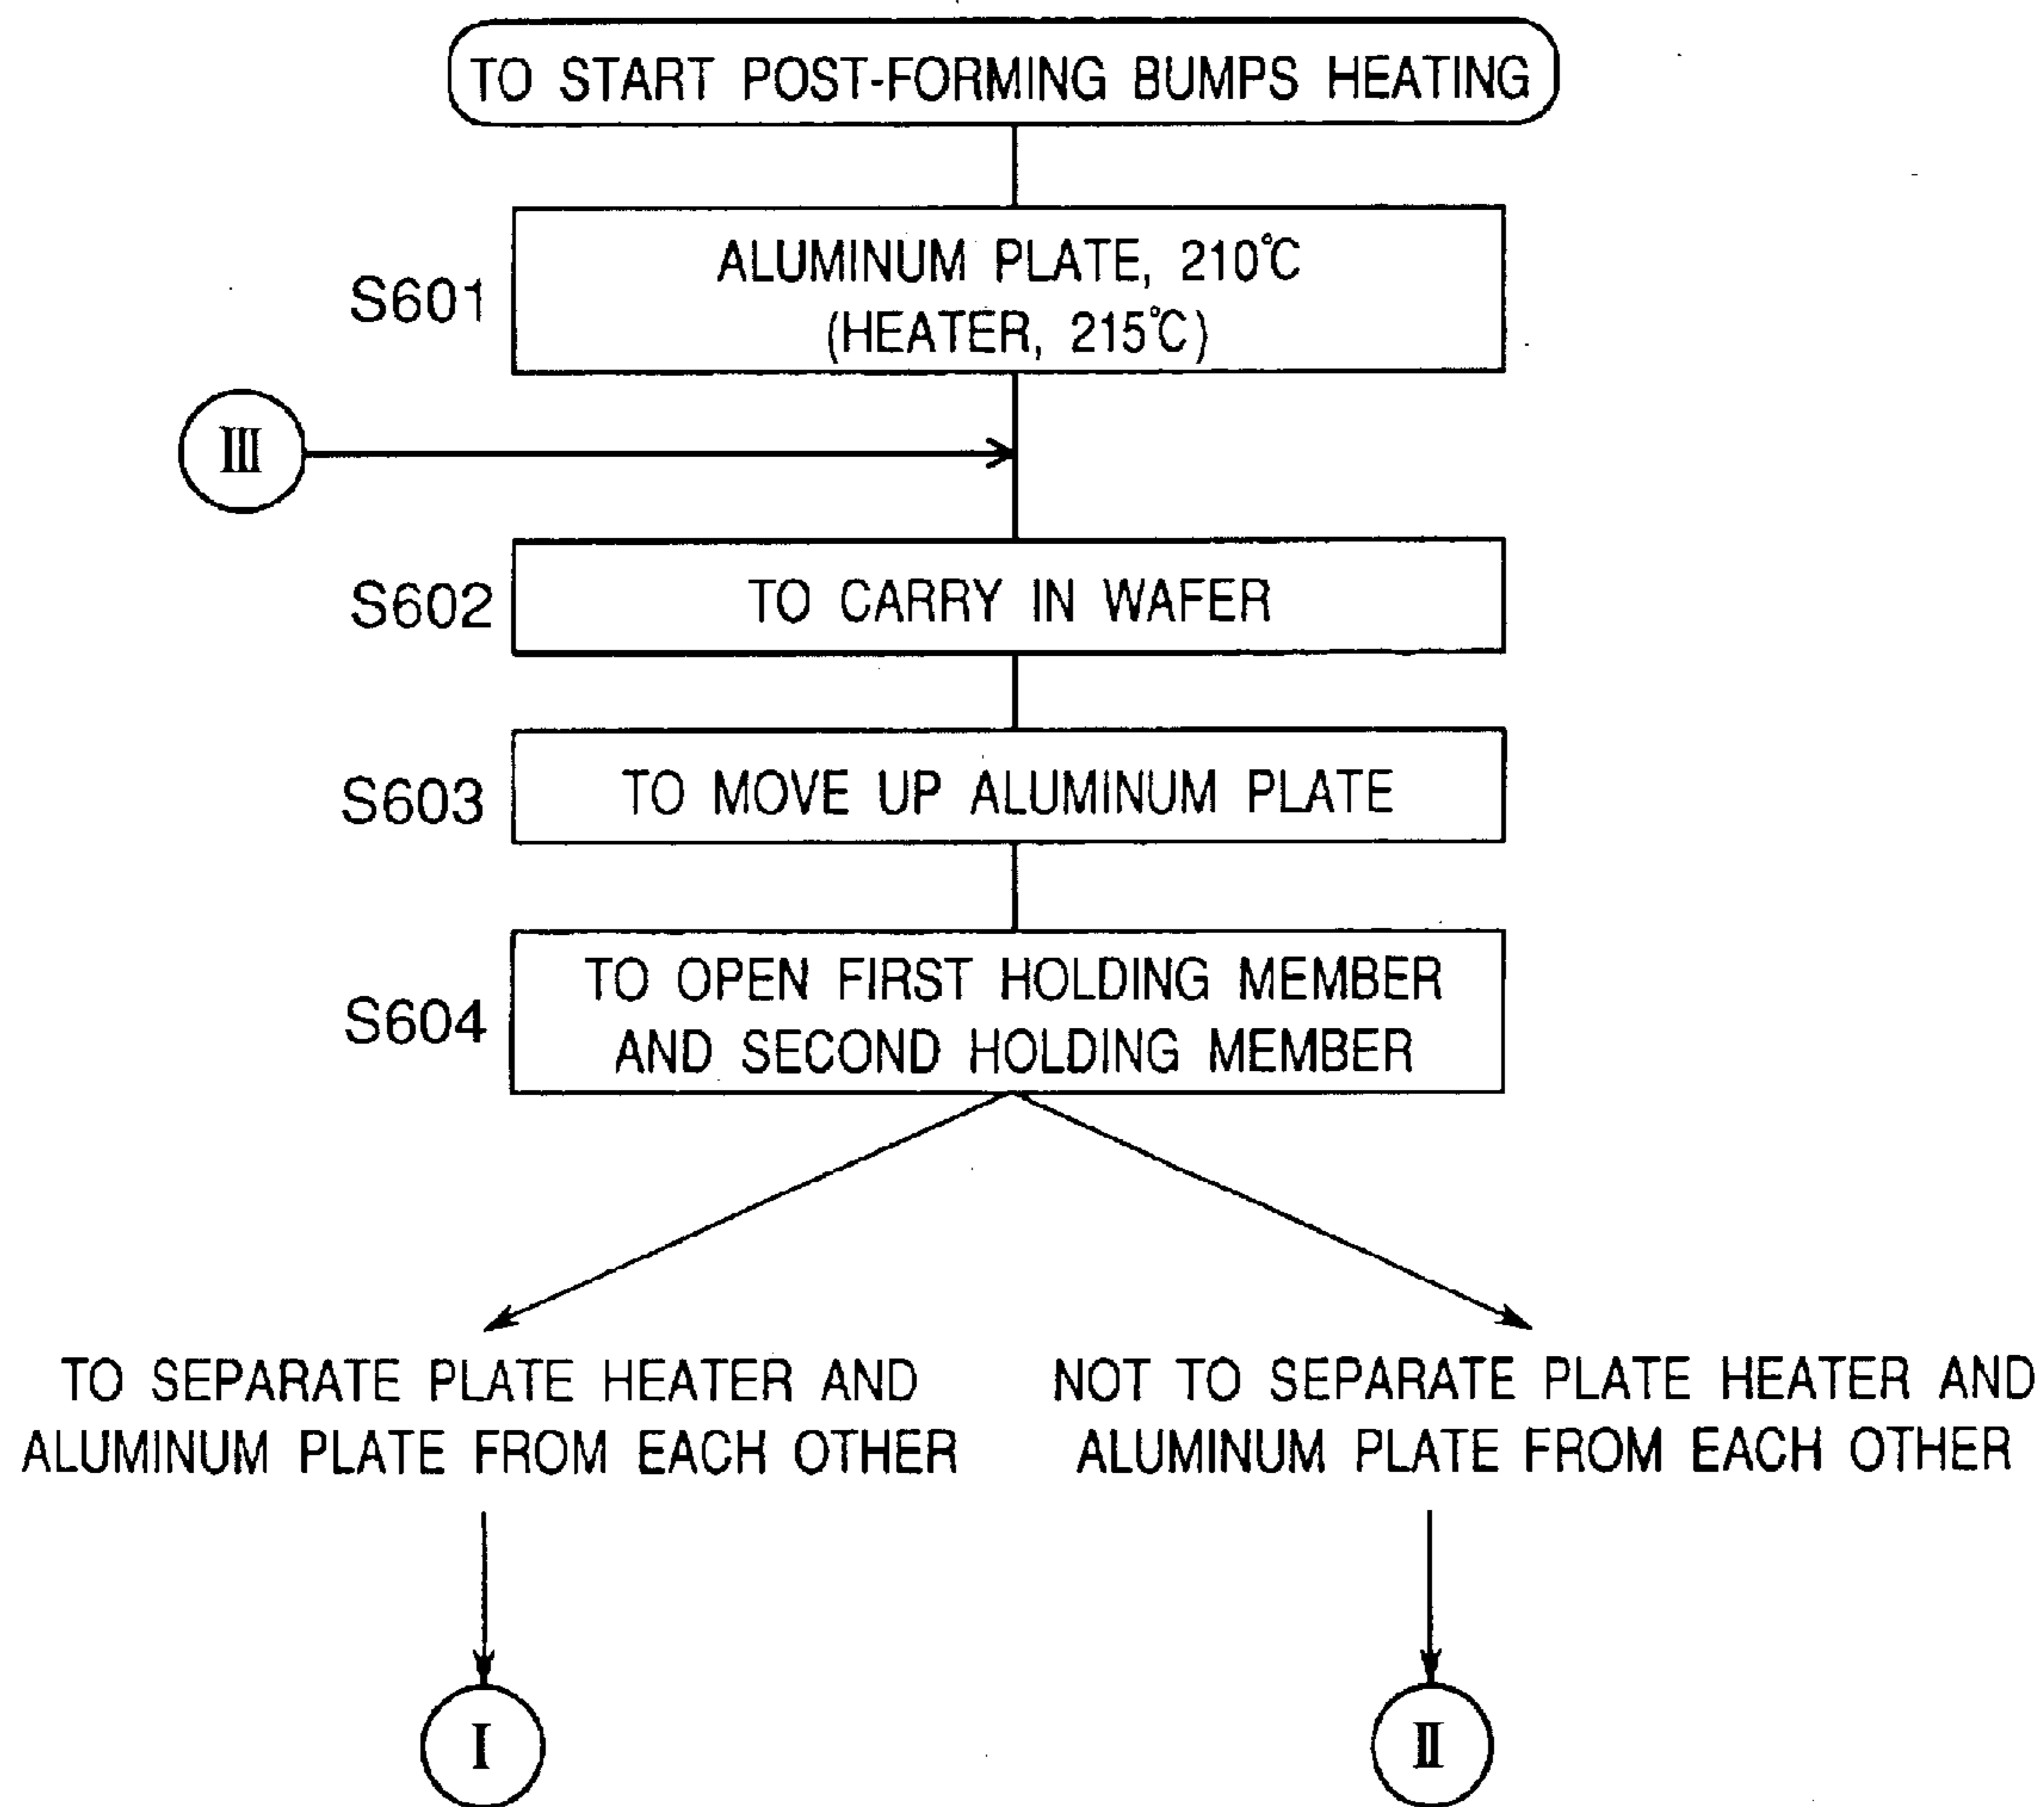 TO START POST-FORMING BUMPS HEATING
S601
ALUMINUM PLATE, 210℃
(HEATER, 215℃)
III
S602
TO CARRY IN WAFER
S603
TO MOVE UP ALUMINUM PLATE
S604
TO OPEN FIRST HOLDING MEMBER
AND SECOND HOLDING MEMBER
TO SEPARATE PLATE HEATER AND
ALUMINUM PLATE FROM EACH OTHER
NOT TO SEPARATE PLATE HEATER AND
ALUMINUM PLATE FROM EACH OTHER
I
II